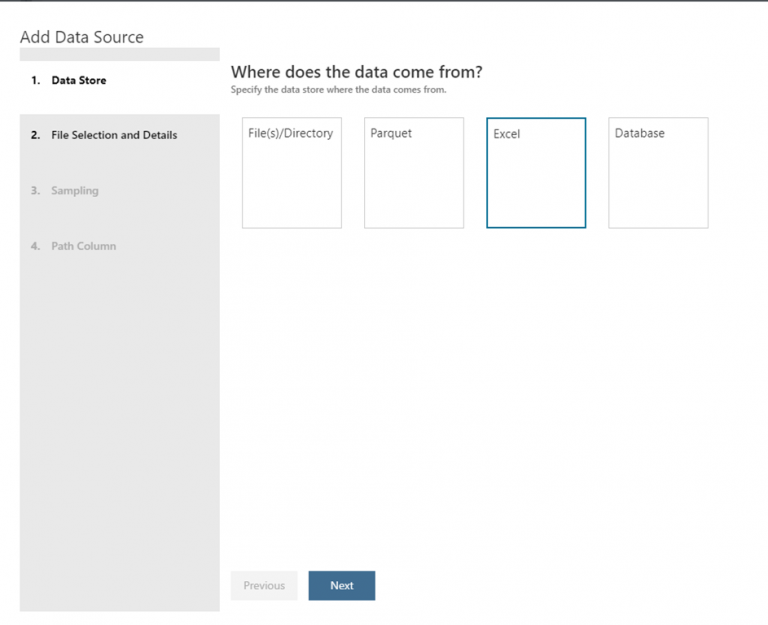 Add Data Source
1. Data Store
2. File Selection and Details
3. Sampling
4. Path Column
Where does the data come from?
Specify the data store where the data comes from.
File(s)/Directory
Parquet
Excel
Database
Previous
Next